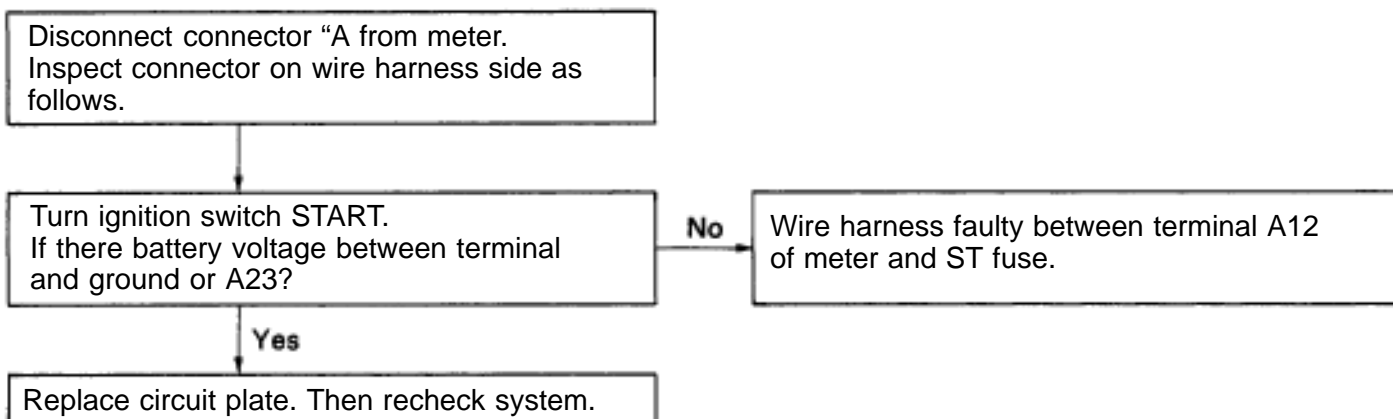 Disconnect connector “A from meter.
Inspect connector on wire harness side as
follows.
Turn ignition switch START.
If there battery voltage between terminal
and ground or A23?
No
Wire harness faulty between terminal A12
of meter and ST fuse.
Yes
Replace circuit plate. Then recheck system.